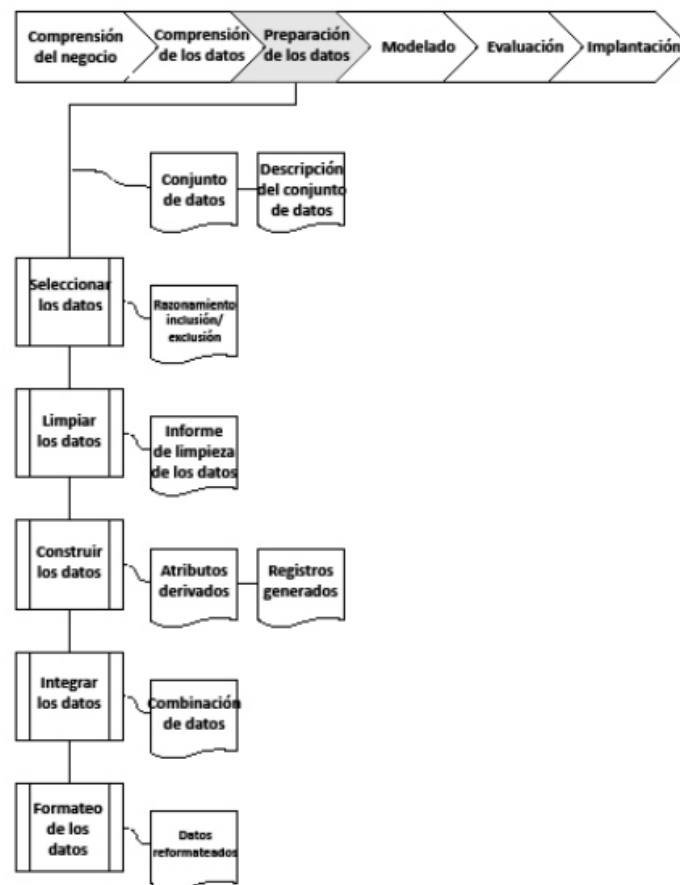 Comprensión
del negocio
Comprensión
de los datos
Preparación
de los datos
Modelado
Evaluación
Implantación
Conjunto
de datos
Descripción
del conjunto
de datos
Seleccionar
los datos
Razonamiento
inclusión/
exclusión
Limpiar
los datos
Informe
de limpieza
de los datos
Construir
los datos
Atributos
derivados
Registros
generados
Integrar
los datos
Combinación
de datos
Formateo
de los
datos
Datos
reformateados